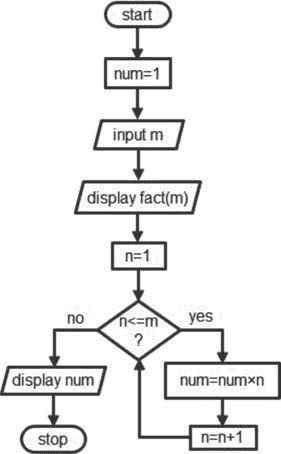 start
num=1
input m
display fact(m)
n=1
n<=m
?
no
yes
display num
num=num×n
stop
n=n+1